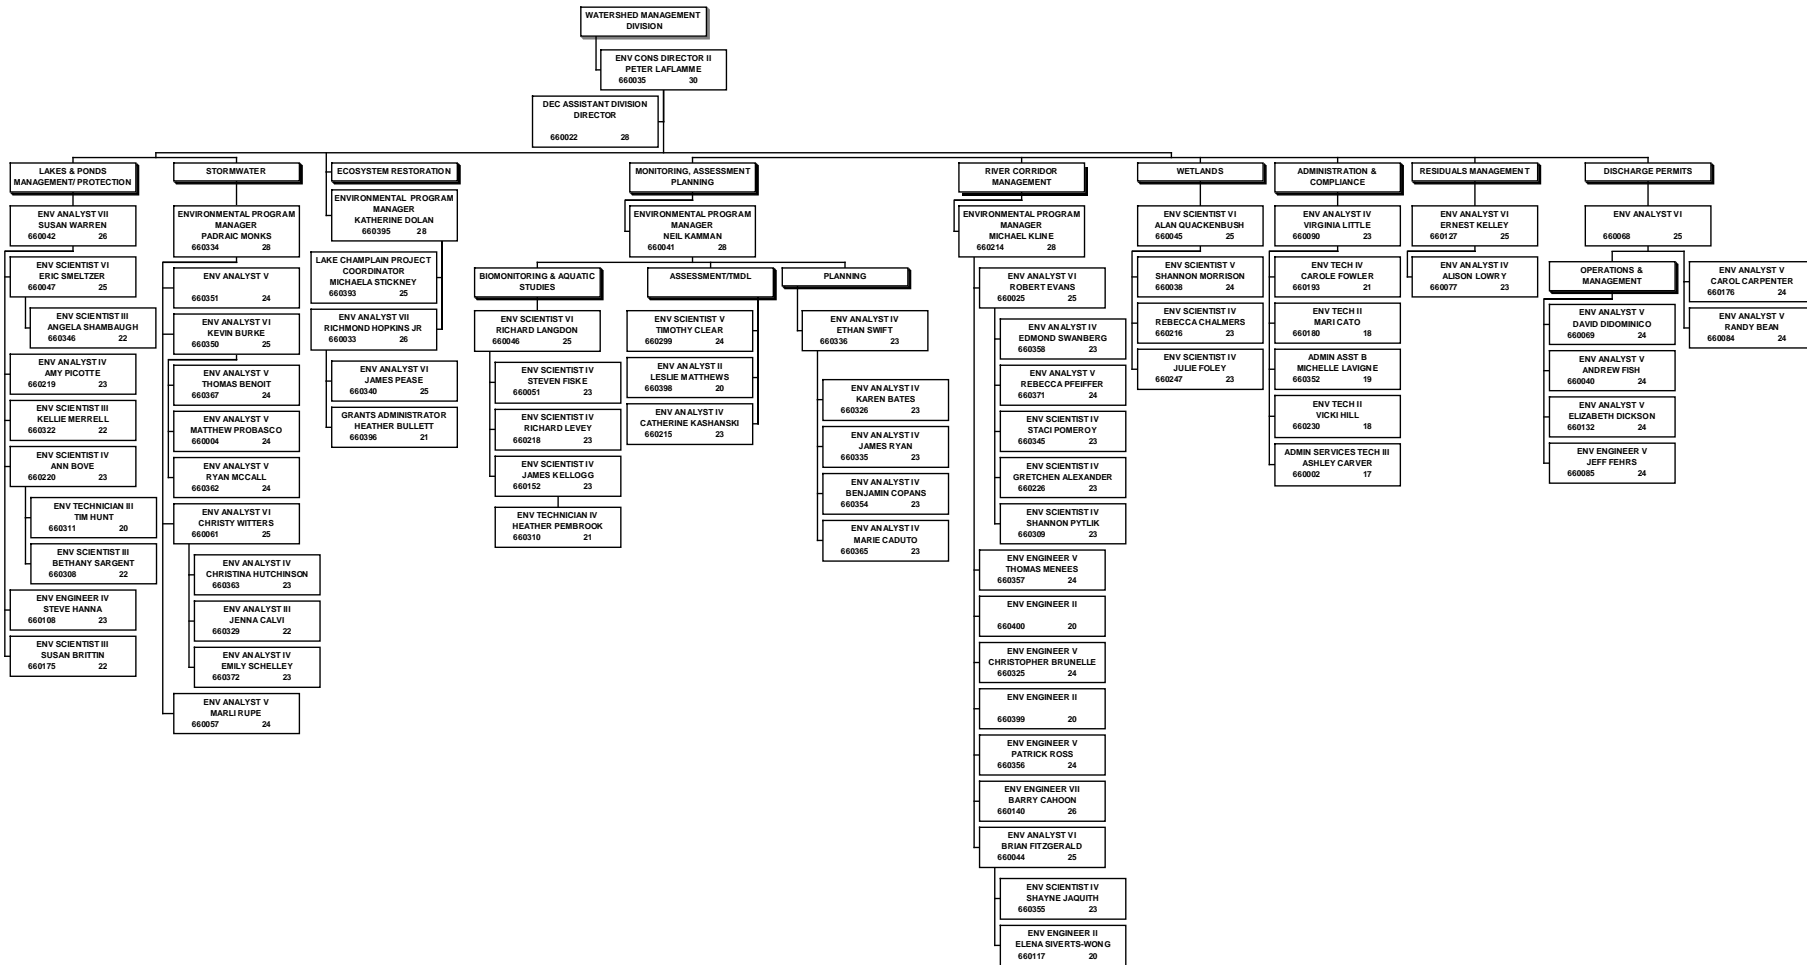 WATERSHED MANAGEMENT
DIVISION
ENV CONS DIRECTOR II
PETER LAFLAMME
660035 30
DEC ASSISTANT DIVISION
DIRECTOR
660022 28
LAKES & PONDS
MANAGEMENT/ PROTECTION
ENV ANALYST VII
SUSAN WARREN
660042 26
ENV SCIENTIST VI
ERIC SMELTZER
660047 25
ENV SCIENTIST III
ANGELA SHAMBAUGH
660346 22
ENV ANALYST IV
AMY PICOTTE
660219 23
ENV SCIENTIST III
KELLIE MERRELL
660322 22
ENV SCIENTIST IV
ANN BOVE
660220 23
ENV TECHNICIAN III
TIM HUNT
660311 20
ENV SCIENTIST III
BETHANY SARGENT
660308 22
ENV ENGINEER IV
STEVE HANNA
660108 23
ENV SCIENTIST III
SUSAN BRITTIN
660175 22
STORMWATER
ENVIRONMENTAL PROGRAM
MANAGER
PADRAIC MONKS
660334 28
ENV ANALYST V
660351 24
ENV ANALYST VI
KEVIN BURKE
660350 25
ENV ANALYST V
THOMAS BENOIT
660367 24
ENV ANALYST V
MATTHEW PROBASCO
660004 24
ENV ANALYST V
RYAN MCCALL
660362 24
ENV ANALYST VI
CHRISTY WITTERS
660061 25
ENV ANALYST IV
CHRISTINA HUTCHINSON
660363 23
ENV ANALYST III
JENNA CALVI
660329 22
ENV ANALYST IV
EMILY SCHELLEY
660372 23
ENV ANALYST V
MARLI RUPE
660057 24
ECOSYSTEM RESTORATION
ENVIRONMENTAL PROGRAM
MANAGER
KATHERINE DOLAN
660395 28
LAKE CHAMPLAIN PROJECT
COORDINATOR
MICHAELA STICKNEY
660393 25
ENV ANALYST VII
RICHMOND HOPKINS JR
660033 26
ENV ANALYST VI
JAMES PEASE
660340 25
GRANTS ADMINISTRATOR
HEATHER BULLETT
660396 21
MONITORING, ASSESSMENT
PLANNING
ENVIRONMENTAL PROGRAM
MANAGER
NEIL KAMMAN
660041 28
BIOMONITORING & AQUATIC
STUDIES
ENV SCIENTIST VI
RICHARD LANGDON
660046 25
ENV SCIENTIST IV
STEVEN FISKE
660051 23
ENV SCIENTIST IV
RICHARD LEVEY
660218 23
ENV SCIENTIST IV
JAMES KELLOGG
660152 23
ENV TECHNICIAN IV
HEATHER PEMBROOK
660310 21
ASSESSMENT/TMDL
ENV SCIENTIST V
TIMOTHY CLEAR
660299 24
ENV ANALYST II
LESLIE MATTHEWS
660398 20
ENV ANALYST IV
CATHERINE KASHANSKI
660215 23
PLANNING
ENV ANALYST IV
ETHAN SWIFT
660336 23
ENV ANALYST IV
KAREN BATES
660326 23
ENV ANALYST IV
JAMES RYAN
660335 23
ENV ANALYST IV
BENJAMIN COPANS
660354 23
ENV ANALYST IV
MARIE CADUTO
660365 23
RIVER CORRIDOR
MANAGEMENT
ENVIRONMENTAL PROGRAM
MANAGER
MICHAEL KLINE
660214 28
ENV ANALYST VI
ROBERT EVANS
660025 25
ENV ANALYST IV
EDMOND SWANBERG
660358 23
ENV ANALYST V
REBECCA PFEIFFER
660371 24
ENV SCIENTIST IV
STACI POMEROY
660345 23
ENV SCIENTIST IV
GRETCHEN ALEXANDER
660226 23
ENV SCIENTIST IV
SHANNON PYTLIK
660309 23
ENV ENGINEER V
THOMAS MENEES
660357 24
ENV ENGINEER II
660400 20
ENV ENGINEER V
CHRISTOPHER BRUNELLE
660325 24
ENV ENGINEER II
660399 20
ENV ENGINEER V
PATRICK ROSS
660356 24
ENV ENGINEER VII
BARRY CAHOON
660140 26
ENV ANALYST VI
BRIAN FITZGERALD
660044 25
ENV SCIENTIST IV
SHAYNE JAQUITH
660355 23
ENV ENGINEER II
ELENA SIVERTS-WONG
660117 20
WETLANDS
ENV SCIENTIST VI
ALAN QUACKENBUSH
660045 25
ENV SCIENTIST V
SHANNON MORRISON
660038 24
ENV SCIENTIST IV
REBECCA CHALMERS
660216 23
ENV SCIENTIST IV
JULIE FOLEY
660247 23
ADMINISTRATION &
COMPLIANCE
ENV ANALYST IV
VIRGINIA LITTLE
660090 23
ENV TECH IV
CAROLE FOWLER
660193 21
ENV TECH II
MARI CATO
660180 18
ADMIN ASST B
MICHELLE LAVIGNE
660352 19
ENV TECH II
VICKI HILL
660230 18
ADMIN SERVICES TECH III
ASHLEY CARVER
660002 17
RESIDUALS MANAGEMENT
ENV ANALYST VI
ERNEST KELLEY
660127 25
ENV ANALYST IV
ALISON LOWRY
660077 23
DISCHARGE PERMITS
ENV ANALYST VI
660068 25
OPERATIONS &
MANAGEMENT
ENV ANALYST V
DAVID DIDOMINICO
660069 24
ENV ANALYST V
ANDREW FISH
660040 24
ENV ANALYST V
ELIZABETH DICKSON
660132 24
ENV ENGINEER V
JEFF FEHRS
660085 24
ENV ANALYST V
CAROL CARPENTER
660176 24
ENV ANALYST V
RANDY BEAN
660084 24